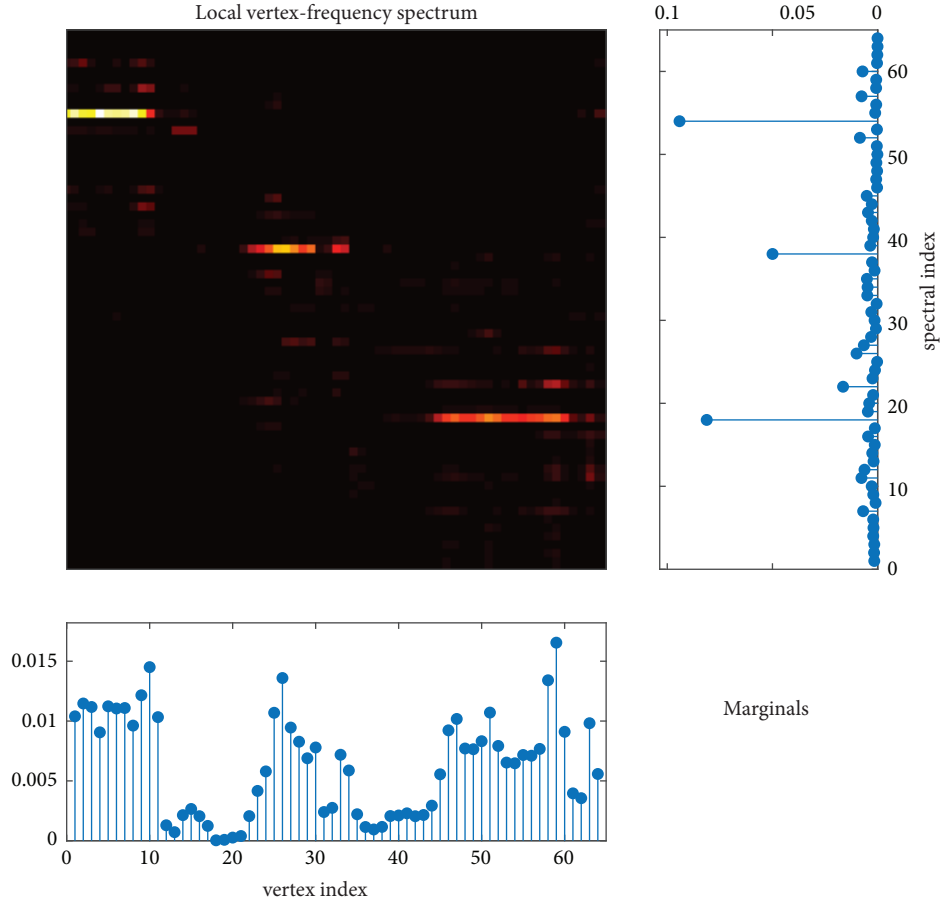 Local vertex-frequency spectrum
0.1 0.05 0
60
50
40
30
20
10
0
spectral index
0.015
0.01
0.005
0
0 10 20 30 40 50 60
vertex index
Marginals